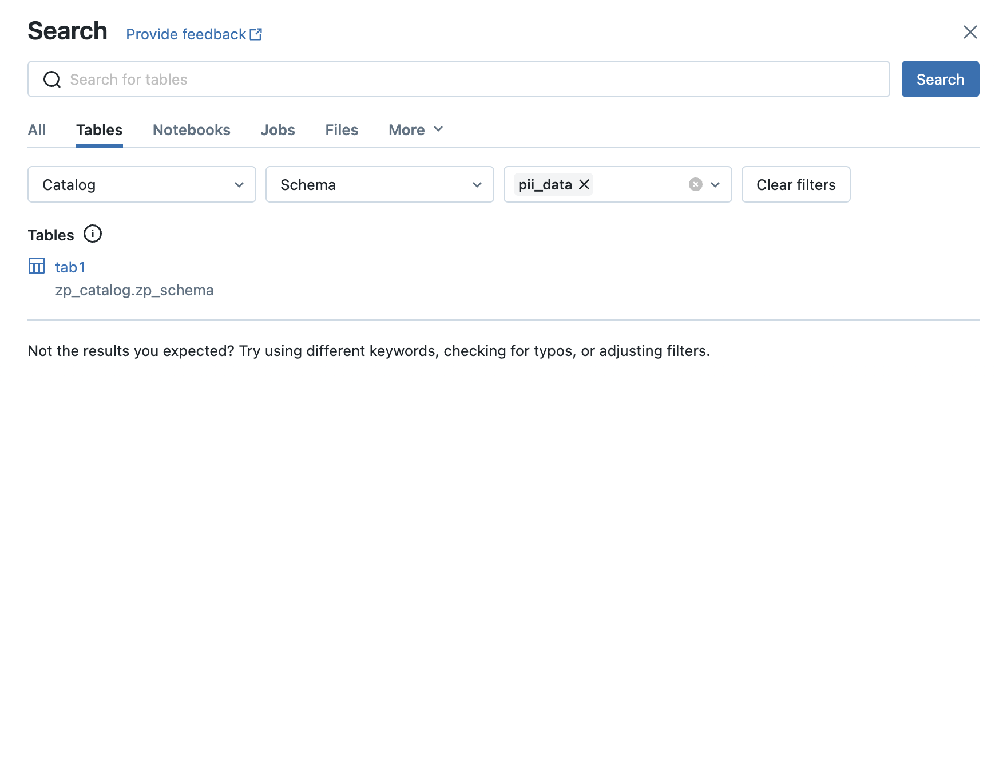 Search Provide feedback
Search for tables Search
All Tables Notebooks Jobs Files More
Catalog Schema pii_data Clear filters
Tables
tab1
zp_catalog.zp_schema
Not the results you expected? Try using different keywords, checking for typos, or adjusting filters.